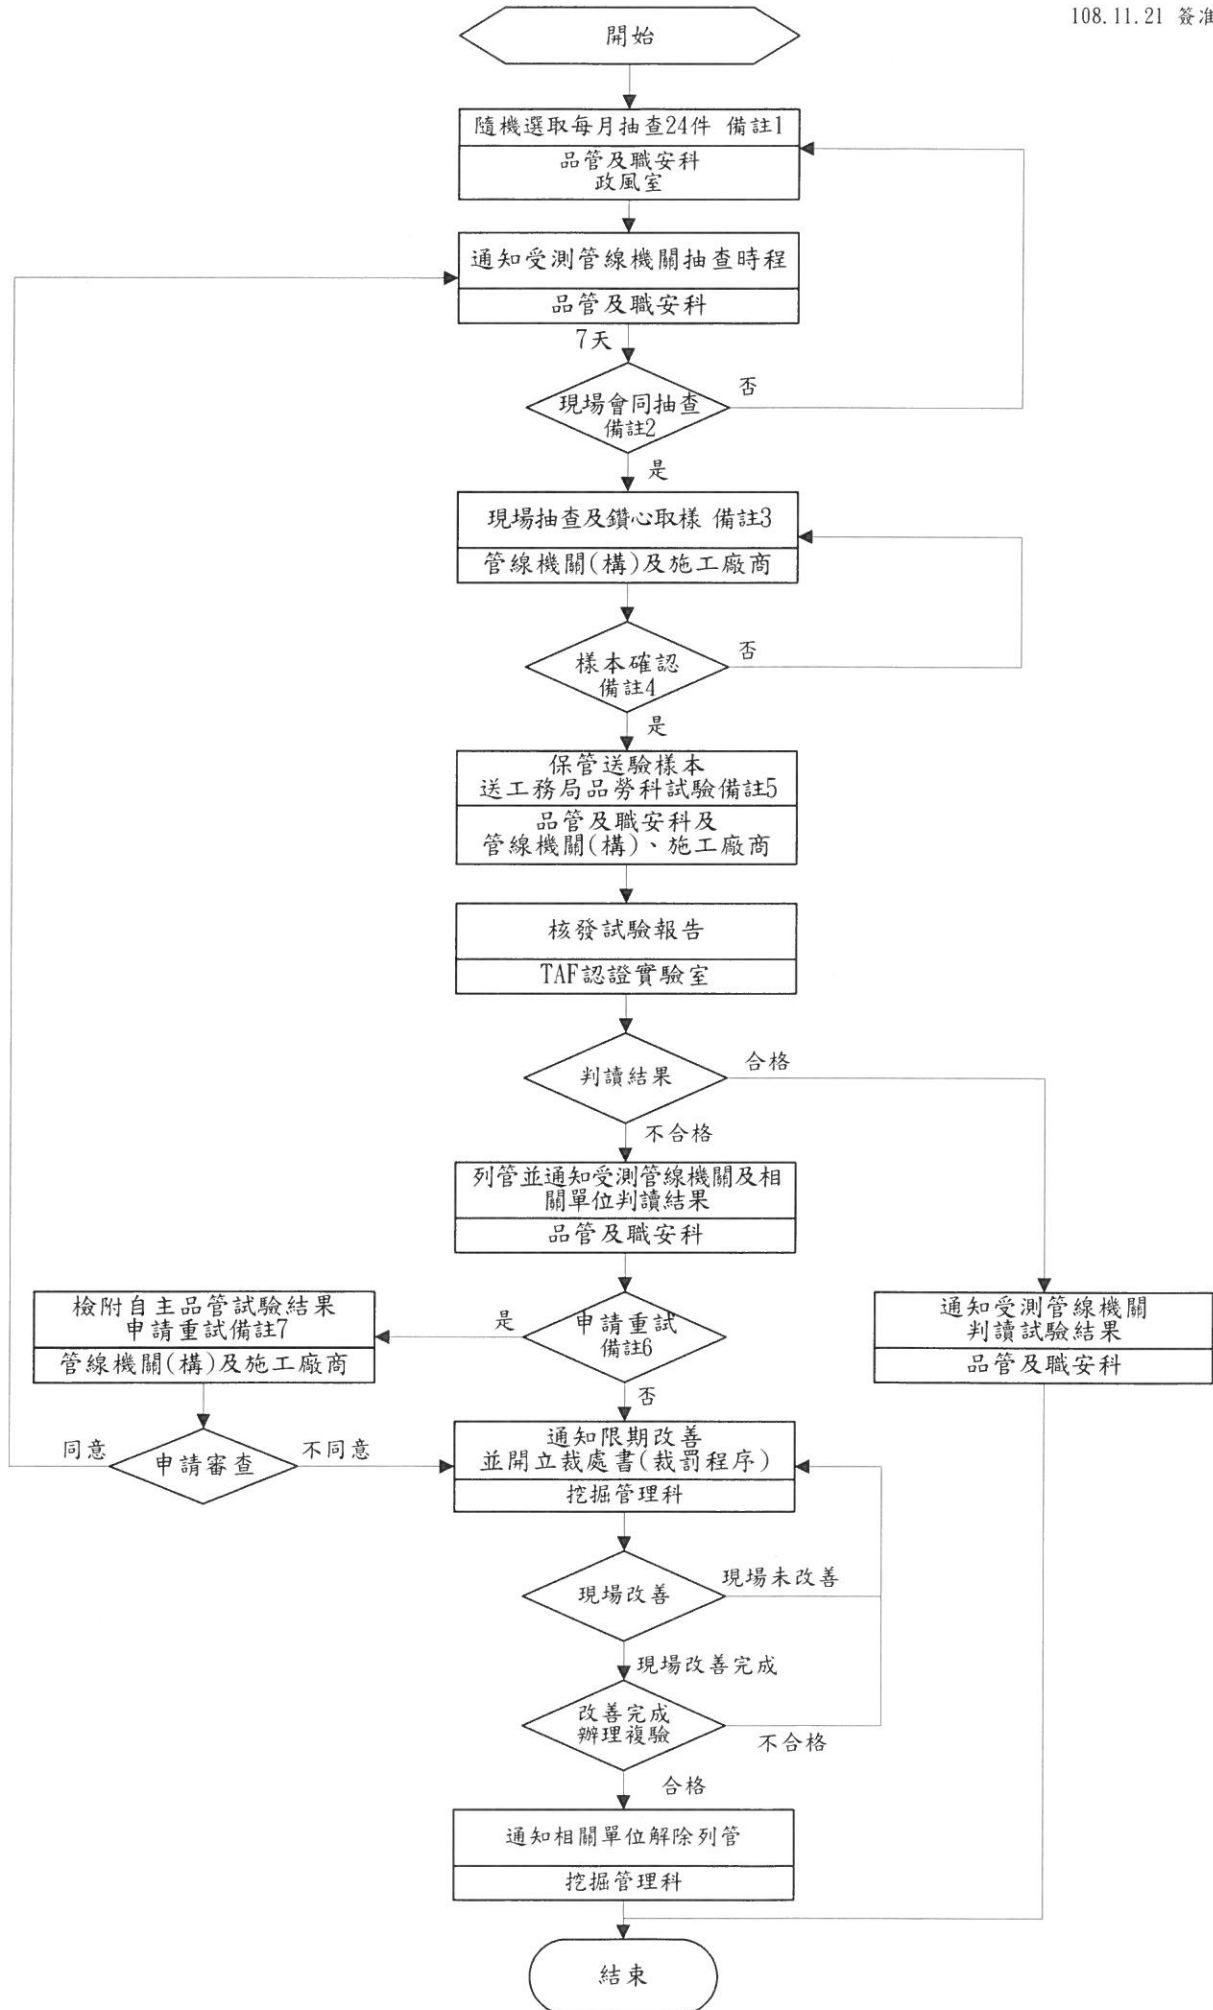 108.11.21 簽准
開始
隨機選取每月抽查24件 備註1
品管及職安科
政風室
通知受測管線機關抽查時程
品管及職安科
7天
否
現場會同抽查
備註2
是
現場抽查及鑽心取樣 備註3
管線機關(構)及施工廠商
否
樣本確認
備註4
是
保管送驗樣本
送工務局品勞科試驗備註5
品管及職安科及
管線機關(構)、施工廠商
核發試驗報告
TAF認證實驗室
合格
判讀結果
不合格
列管並通知受測管線機關及相
關單位判讀結果
品管及職安科
檢附自主品管試驗結果
申請重試備註7
管線機關(構)及施工廠商
是
申請重試
備註6
通知受測管線機關
判讀試驗結果
品管及職安科
否
同意
申請審查
不同意
通知限期改善
並開立裁處書(裁罰程序)
挖掘管理科
現場改善
現場未改善
現場改善完成
改善完成
辦理複驗
不合格
合格
通知相關單位解除列管
挖掘管理科
結束